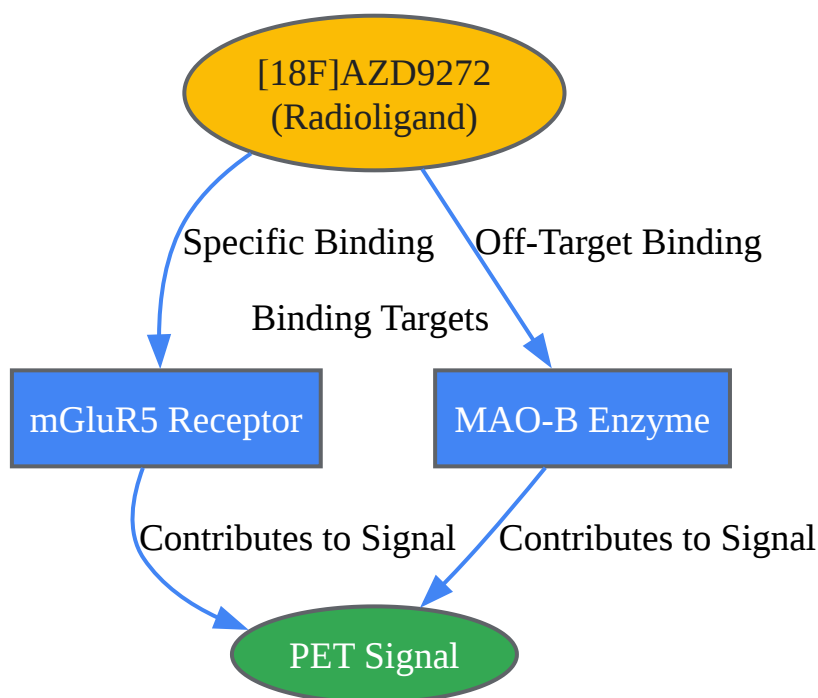 [18F]AZD9272
(Radioligand)
Specific Binding
Off-Target Binding
Binding Targets
mGluR5 Receptor
MAO-B Enzyme
Contributes to Signal
Contributes to Signal
PET Signal